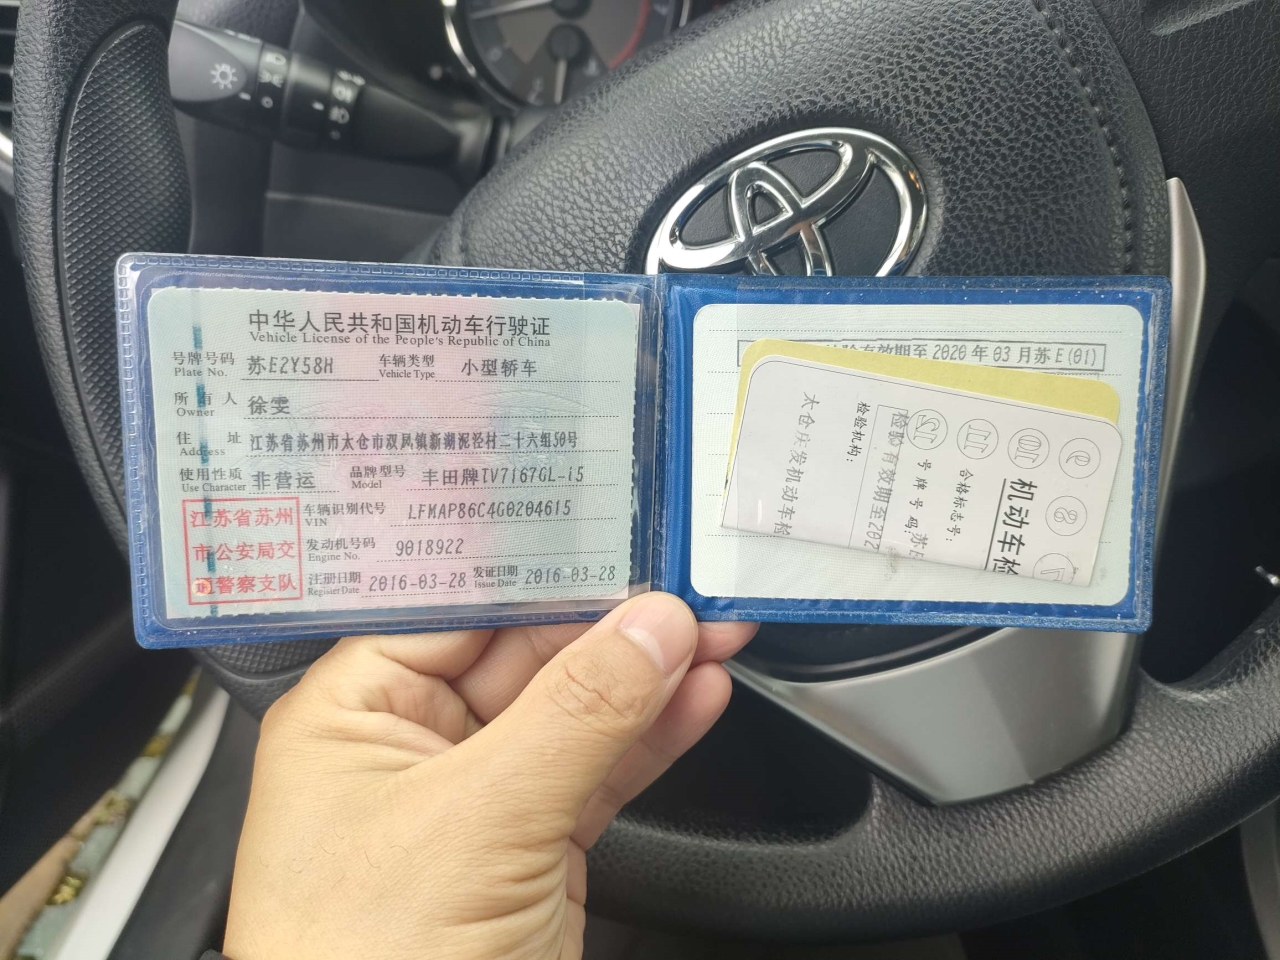 中华人民共和国机动车行驶证
Vehicle License of the People's Republic of China
号牌号码 苏E2Y58H 车辆类型 小型轿车
Plate No. Vehicle Type
所有人 徐雯
Owner
住址 江苏省苏州市太仓市双凤镇新湖泥泾村二十六组50号
Address
使用性质 非营运 品牌型号 丰田牌TV7167GL-i5
Use Character Model
江苏省苏州
市公安局交
通警察支队
车辆识别代号 LFMAP86C4G0204615
VIN
发动机号码 9018922
Engine No.
注册日期 2016-03-28 发证日期 2016-03-28
Register Date Issue Date
检验有效期至 2020 年 03 月苏E(01)
机动车检
合格标志号:
号牌号码:苏E
检验有效期至202
检验机构:
太仓庆发机动车检